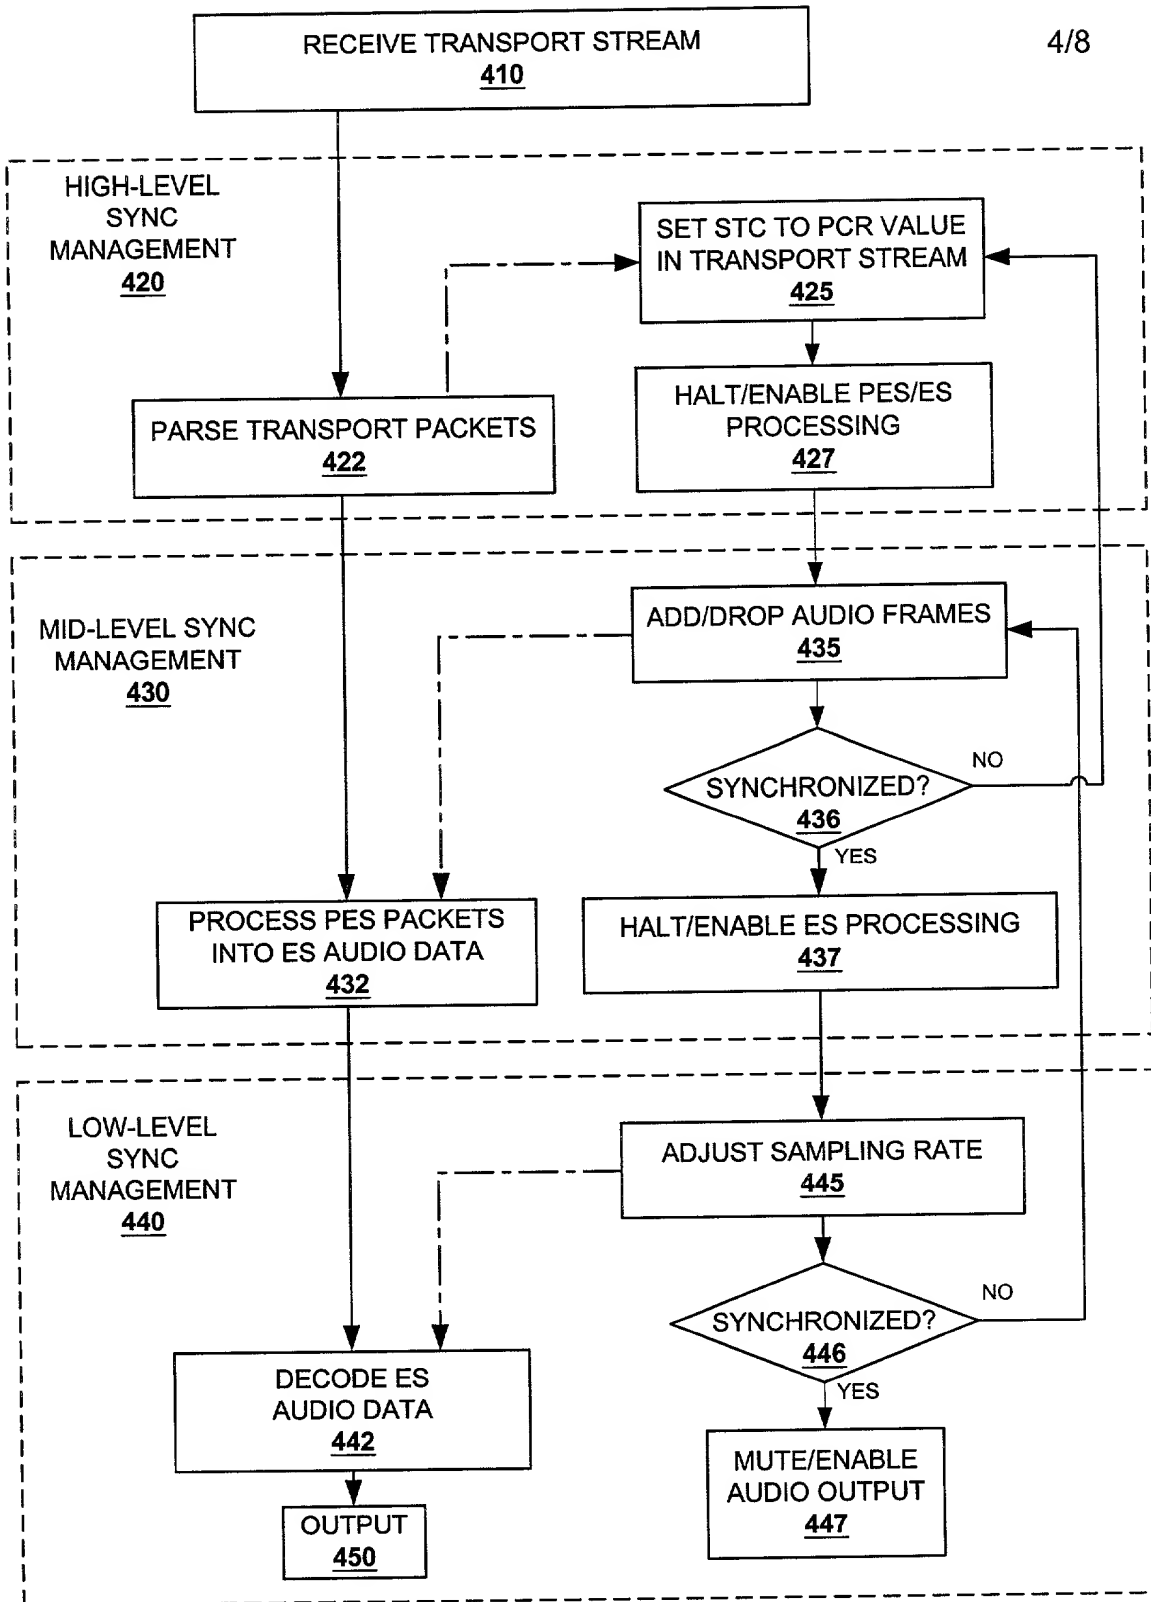 RECEIVE TRANSPORT STREAM
410
4/8
HIGH-LEVEL
SYNC
MANAGEMENT
420
SET STC TO PCR VALUE
IN TRANSPORT STREAM
425
HALT/ENABLE PES/ES
PROCESSING
427
PARSE TRANSPORT PACKETS
422
MID-LEVEL SYNC
MANAGEMENT
430
ADD/DROP AUDIO FRAMES
435
SYNCHRONIZED?
436
NO
YES
PROCESS PES PACKETS
INTO ES AUDIO DATA
432
HALT/ENABLE ES PROCESSING
437
LOW-LEVEL
SYNC
MANAGEMENT
440
ADJUST SAMPLING RATE
445
SYNCHRONIZED?
446
NO
YES
DECODE ES
AUDIO DATA
442
MUTE/ENABLE
AUDIO OUTPUT
447
OUTPUT
450